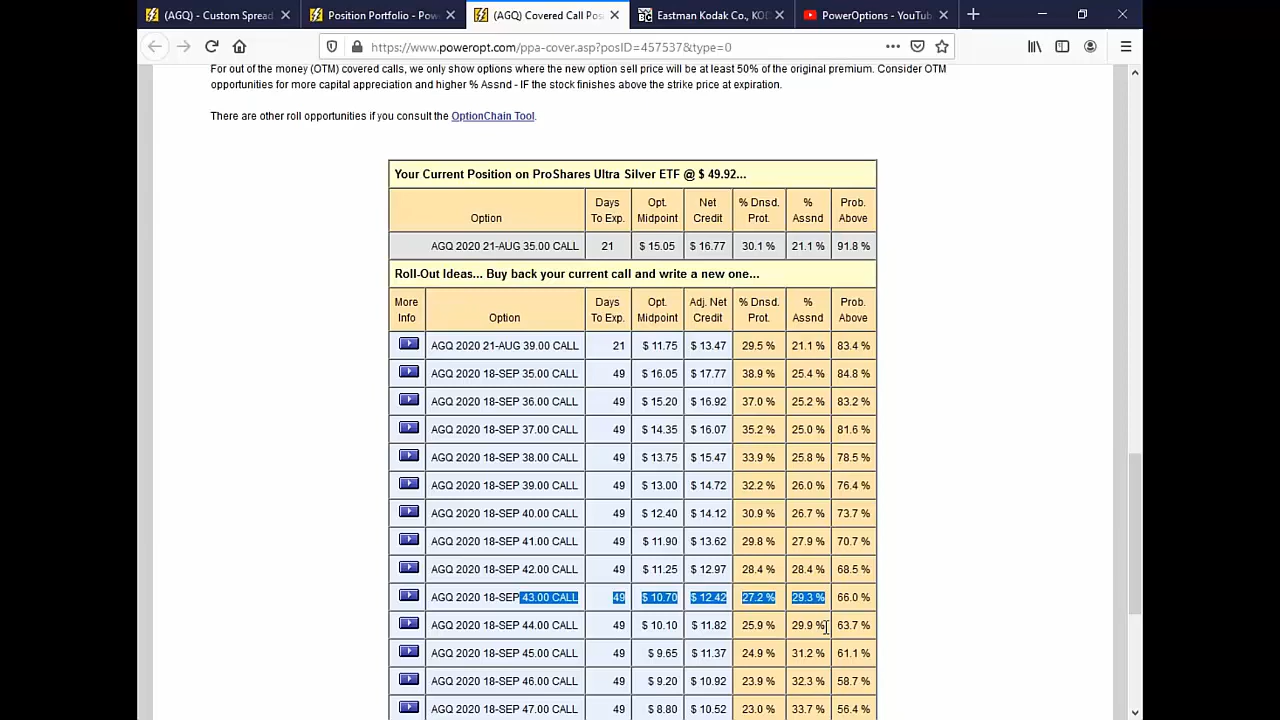 (AGQ) - Custom Spread
Position Portfolio - Pow
(AGQ) Covered Call Pos
Eastman Kodak Co., KOD
PowerOptions - YouTub
https://www.poweropt.com/ppa-cover.asp?posID=457537&type=0
For out of the money (OTM) covered calls, we only show options where the new option sell price will be at least 50% of the original premium. Consider OTM
opportunities for more capital appreciation and higher % Assnd - IF the stock finishes above the strike price at expiration.
There are other roll opportunities if you consult the OptionChain Tool.
Your Current Position on ProShares Ultra Silver ETF @ $ 49.92...
Option Days To Exp. Opt. Midpoint Net Credit % Dnsd. Prot. % Assnd Prob. Above
AGQ 2020 21-AUG 35.00 CALL 21 $ 15.05 $ 16.77 30.1 % 21.1 % 91.8 %
Roll-Out Ideas... Buy back your current call and write a new one...
More Info Option Days To Exp. Opt. Midpoint Adj. Net Credit % Dnsd. Prot. % Assnd Prob. Above
AGQ 2020 21-AUG 39.00 CALL 21 $ 11.75 $ 13.47 29.5 % 21.1 % 83.4 %
AGQ 2020 18-SEP 35.00 CALL 49 $ 16.05 $ 17.77 38.9 % 25.4 % 84.8 %
AGQ 2020 18-SEP 36.00 CALL 49 $ 15.20 $ 16.92 37.0 % 25.2 % 83.2 %
AGQ 2020 18-SEP 37.00 CALL 49 $ 14.35 $ 16.07 35.2 % 25.0 % 81.6 %
AGQ 2020 18-SEP 38.00 CALL 49 $ 13.75 $ 15.47 33.9 % 25.8 % 78.5 %
AGQ 2020 18-SEP 39.00 CALL 49 $ 13.00 $ 14.72 32.2 % 26.0 % 76.4 %
AGQ 2020 18-SEP 40.00 CALL 49 $ 12.40 $ 14.12 30.9 % 26.7 % 73.7 %
AGQ 2020 18-SEP 41.00 CALL 49 $ 11.90 $ 13.62 29.8 % 27.9 % 70.7 %
AGQ 2020 18-SEP 42.00 CALL 49 $ 11.25 $ 12.97 28.4 % 28.4 % 68.5 %
AGQ 2020 18-SEP 43.00 CALL 49 $ 10.70 $ 12.42 27.2 % 29.3 % 66.0 %
AGQ 2020 18-SEP 44.00 CALL 49 $ 10.10 $ 11.82 25.9 % 29.9 % 63.7 %
AGQ 2020 18-SEP 45.00 CALL 49 $ 9.65 $ 11.37 24.9 % 31.2 % 61.1 %
AGQ 2020 18-SEP 46.00 CALL 49 $ 9.20 $ 10.92 23.9 % 32.3 % 58.7 %
AGQ 2020 18-SEP 47.00 CALL 49 $ 8.80 $ 10.52 23.0 % 33.7 % 56.4 %